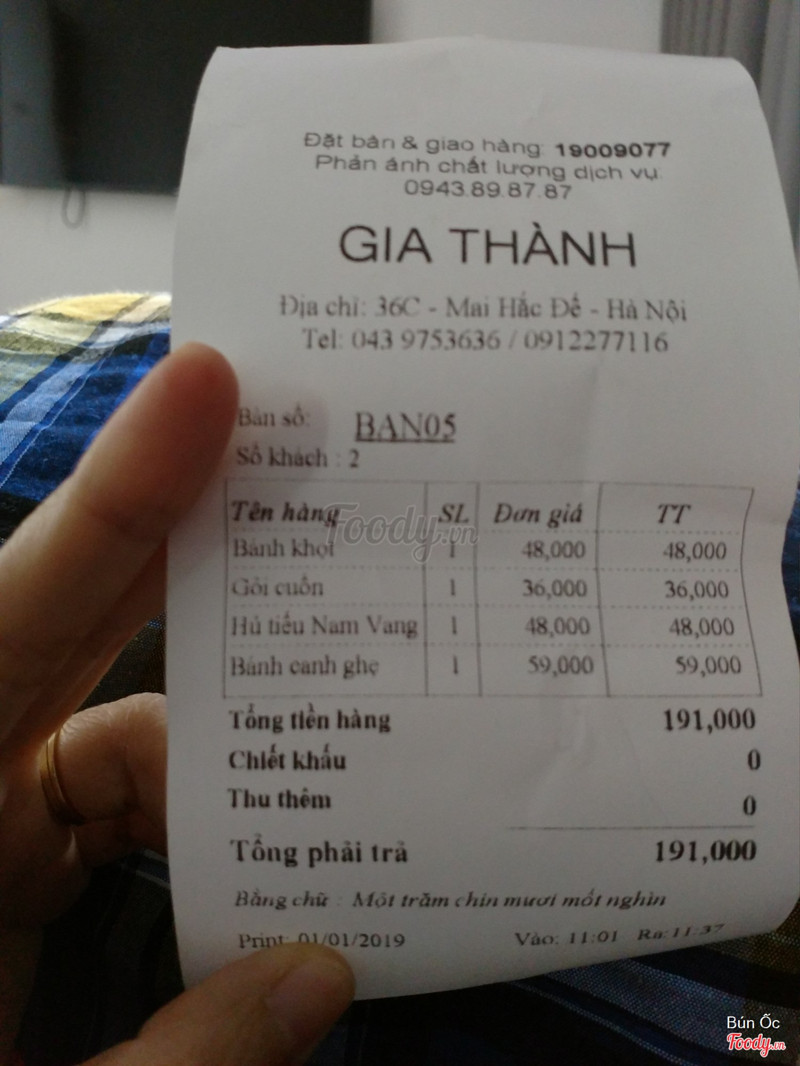 Đặt bàn & giao hàng: 19009077
Phản ánh chất lượng dịch vụ:
0943.89.87.87
GIA THÀNH
Địa chỉ: 36C - Mai Hắc Đế - Hà Nội
Tel: 043 9753636 / 0912277116
Bàn số: BAN05
Số khách : 2
Tên hàng SL Đơn giá TT
Bánh khọt 1 48,000 48,000
Gỏi cuốn 1 36,000 36,000
Hủ tiếu Nam Vang 1 48,000 48,000
Bánh canh ghẹ 1 59,000 59,000
Tổng tiền hàng 191,000
Chiết khấu 0
Thu thêm 0
Tổng phải trả 191,000
Bằng chữ : Một trăm chín mươi mốt nghìn
Print: 01/01/2019 Vào: 11:01 Ra: 11:37
Foody.vn
Bún Ốc
Foody.vn